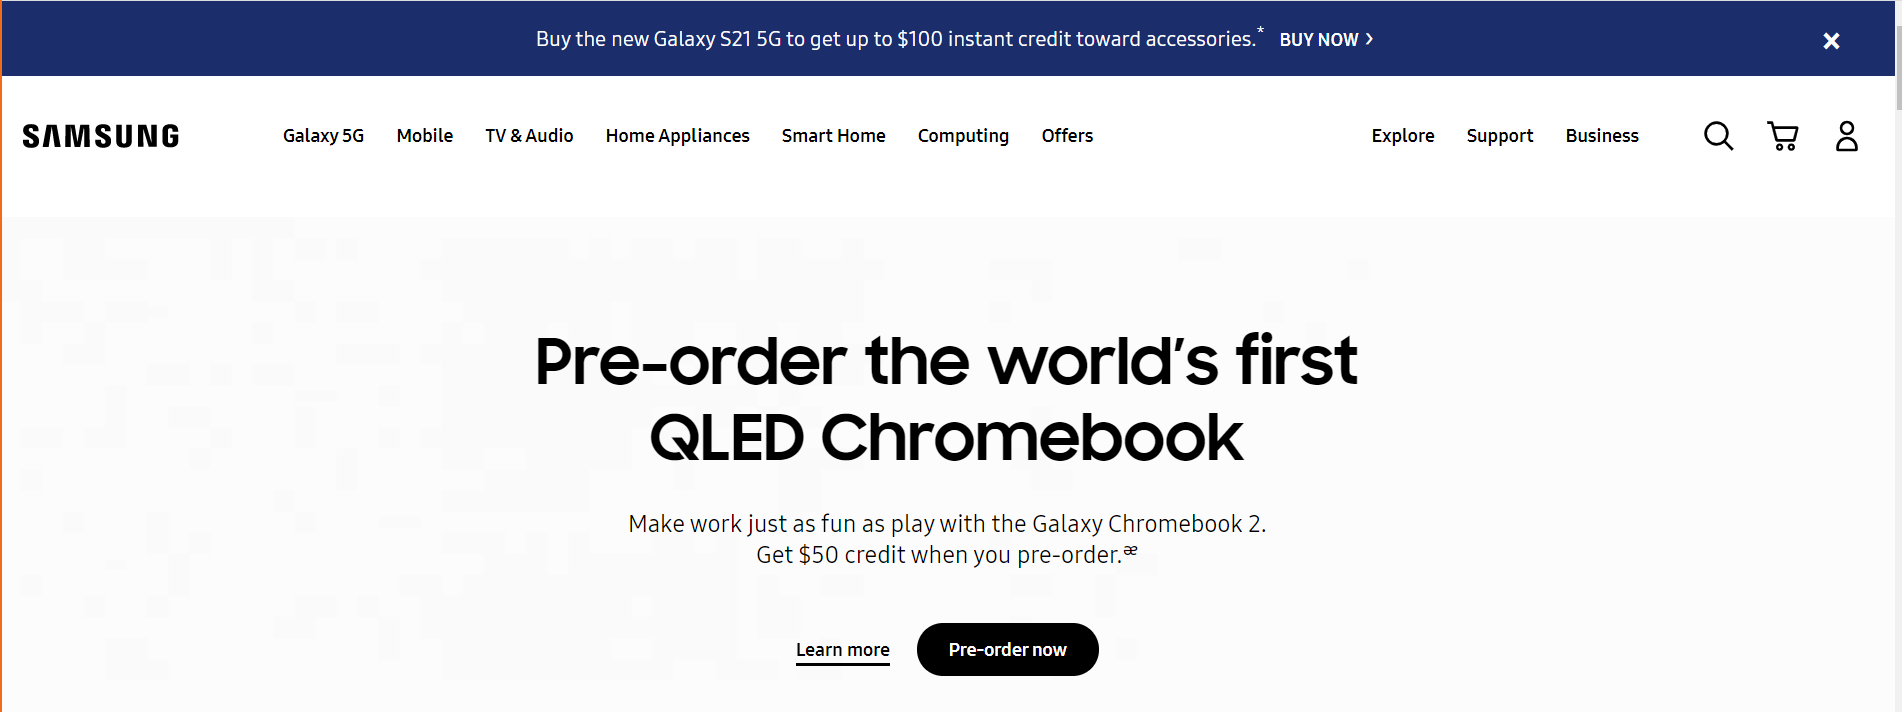 Buy the new Galaxy S21 5G to get up to $100 instant credit toward accessories.* BUY NOW >
SAMSUNG Galaxy 5G Mobile TV & Audio Home Appliances Smart Home Computing Offers Explore Support Business
Pre-order the world's first
QLED Chromebook
Make work just as fun as play with the Galaxy Chromebook 2.
Get $50 credit when you pre-order.æ
Learn more Pre-order now